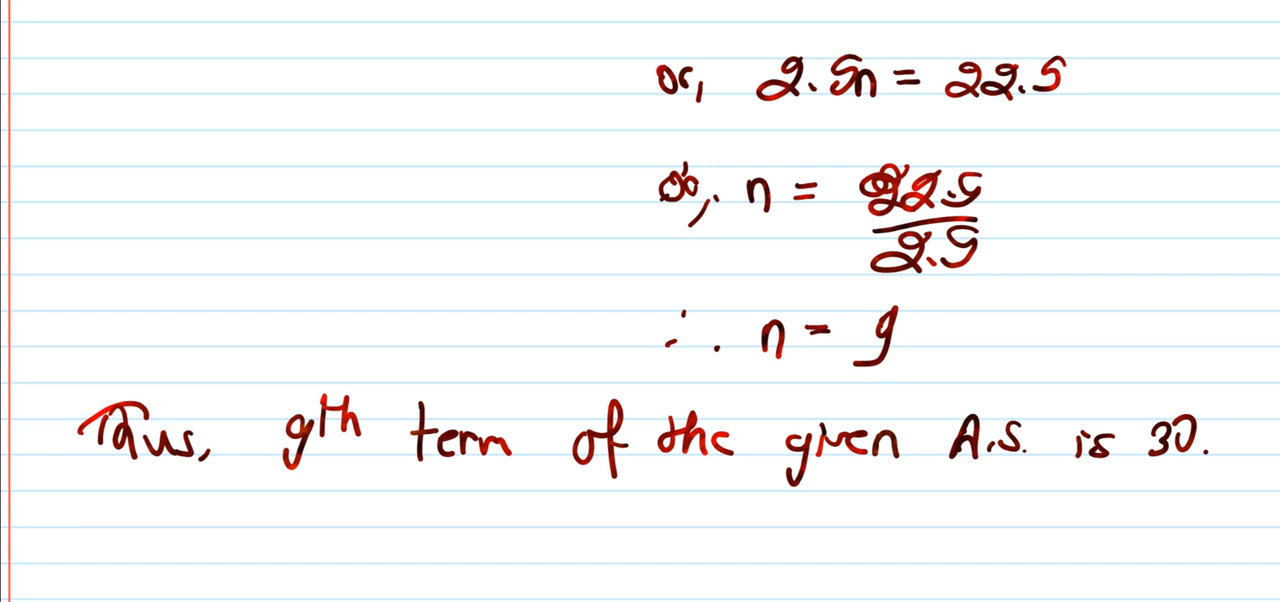 or, 2.5n = 22.5
or, n = 22.5
2.5
∴ n = 9
Thus, 9th term of the given A.S. is 30.